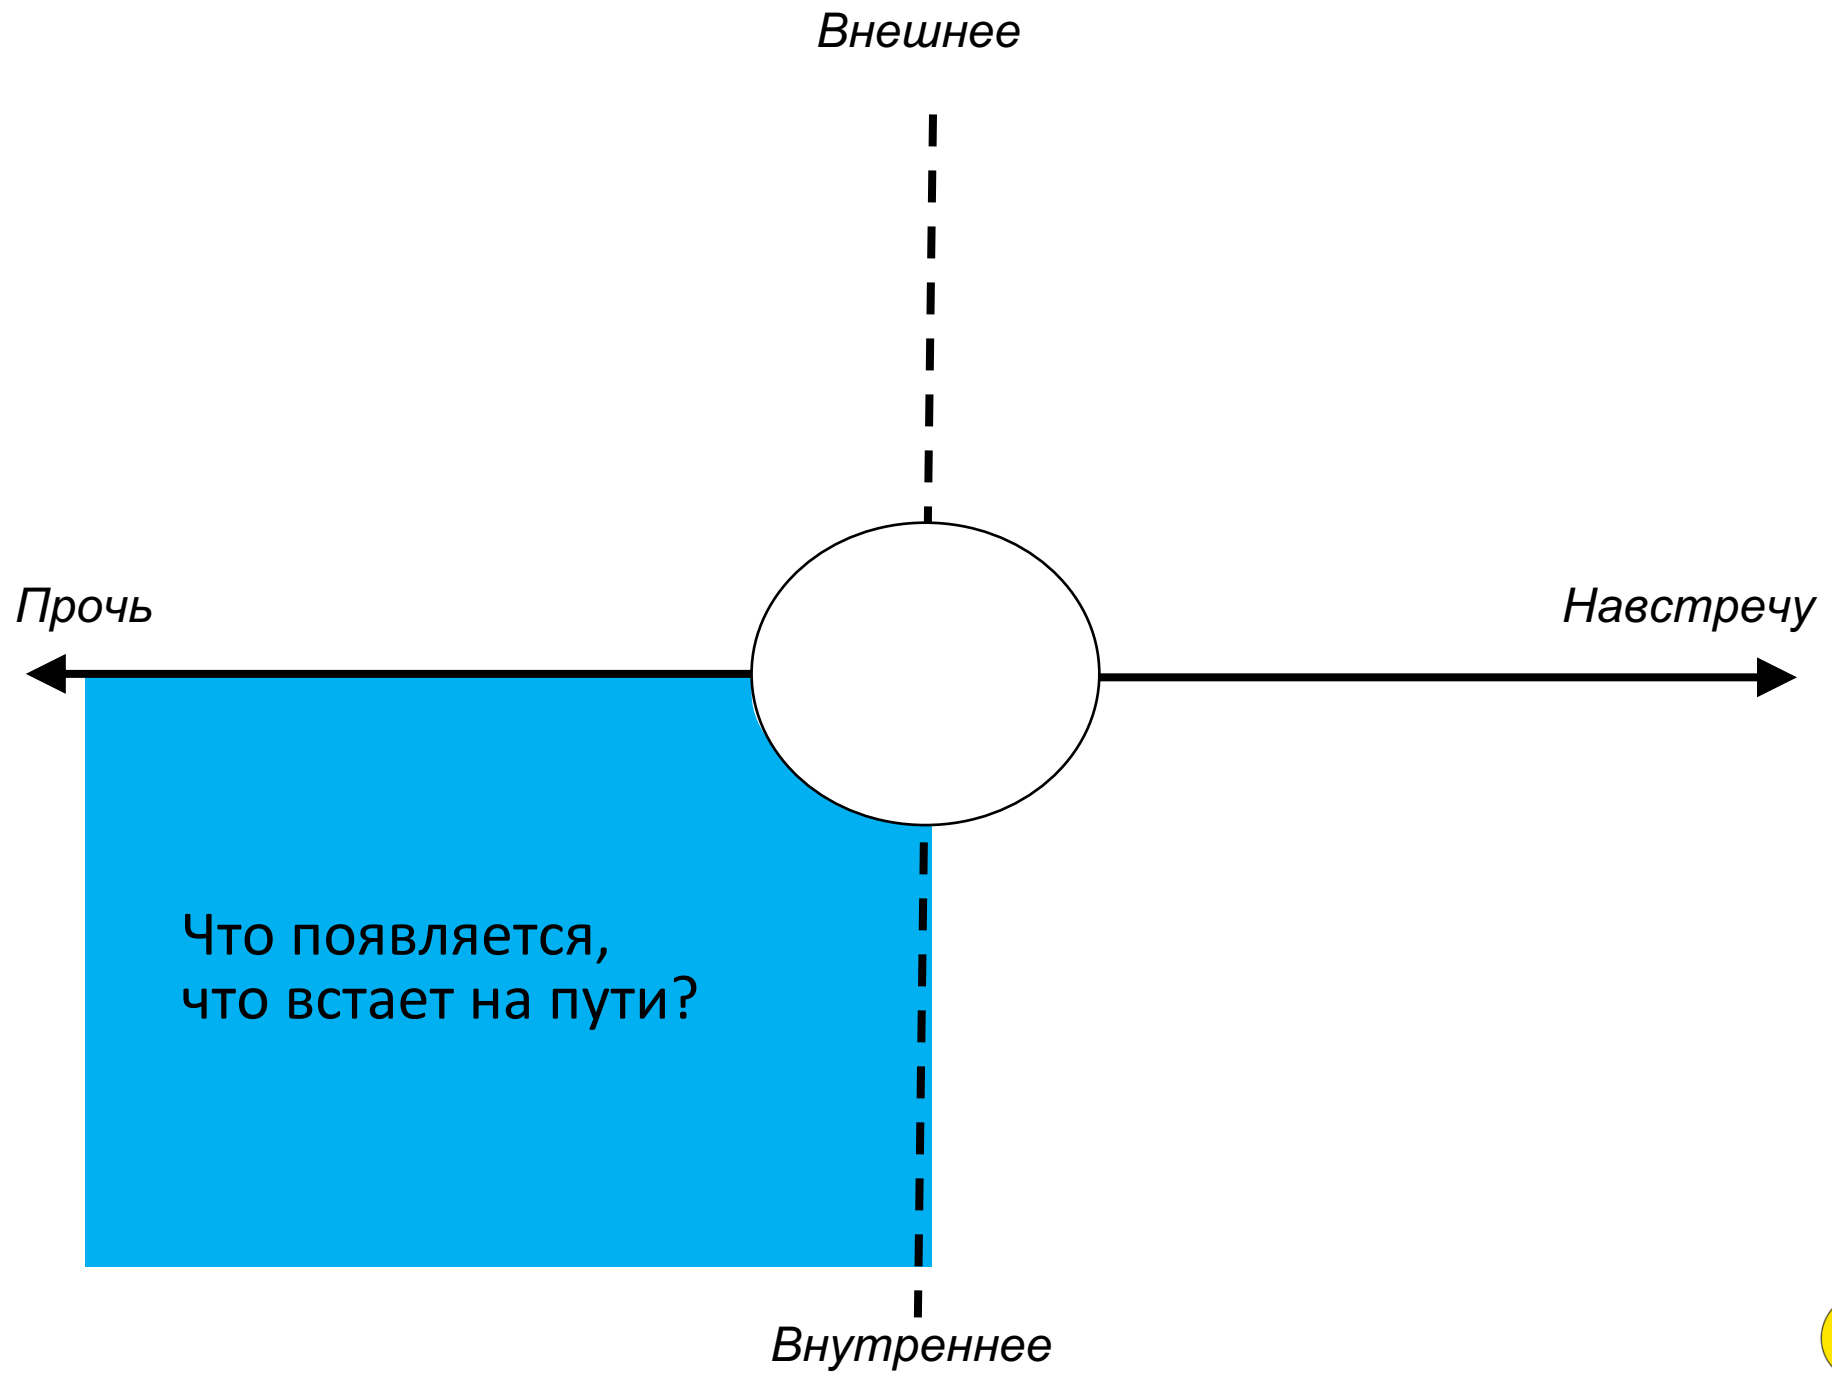 Внешнее
Прочь
Навстречу
Что появляется,
что встает на пути?
Внутреннее